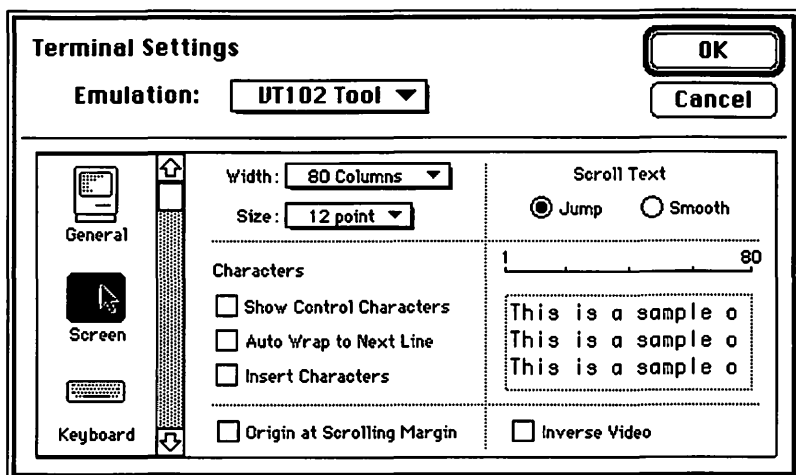 Terminal Settings
OK
Emulation: VT102 Tool
Cancel
General
Screen
Keyboard
Width: 80 Columns
Size: 12 point
Scroll Text
Jump Smooth
Characters
Show Control Characters
Auto Wrap to Next Line
Insert Characters
1 80
This is a sample o
This is a sample o
This is a sample o
Origin at Scrolling Margin
Inverse Video